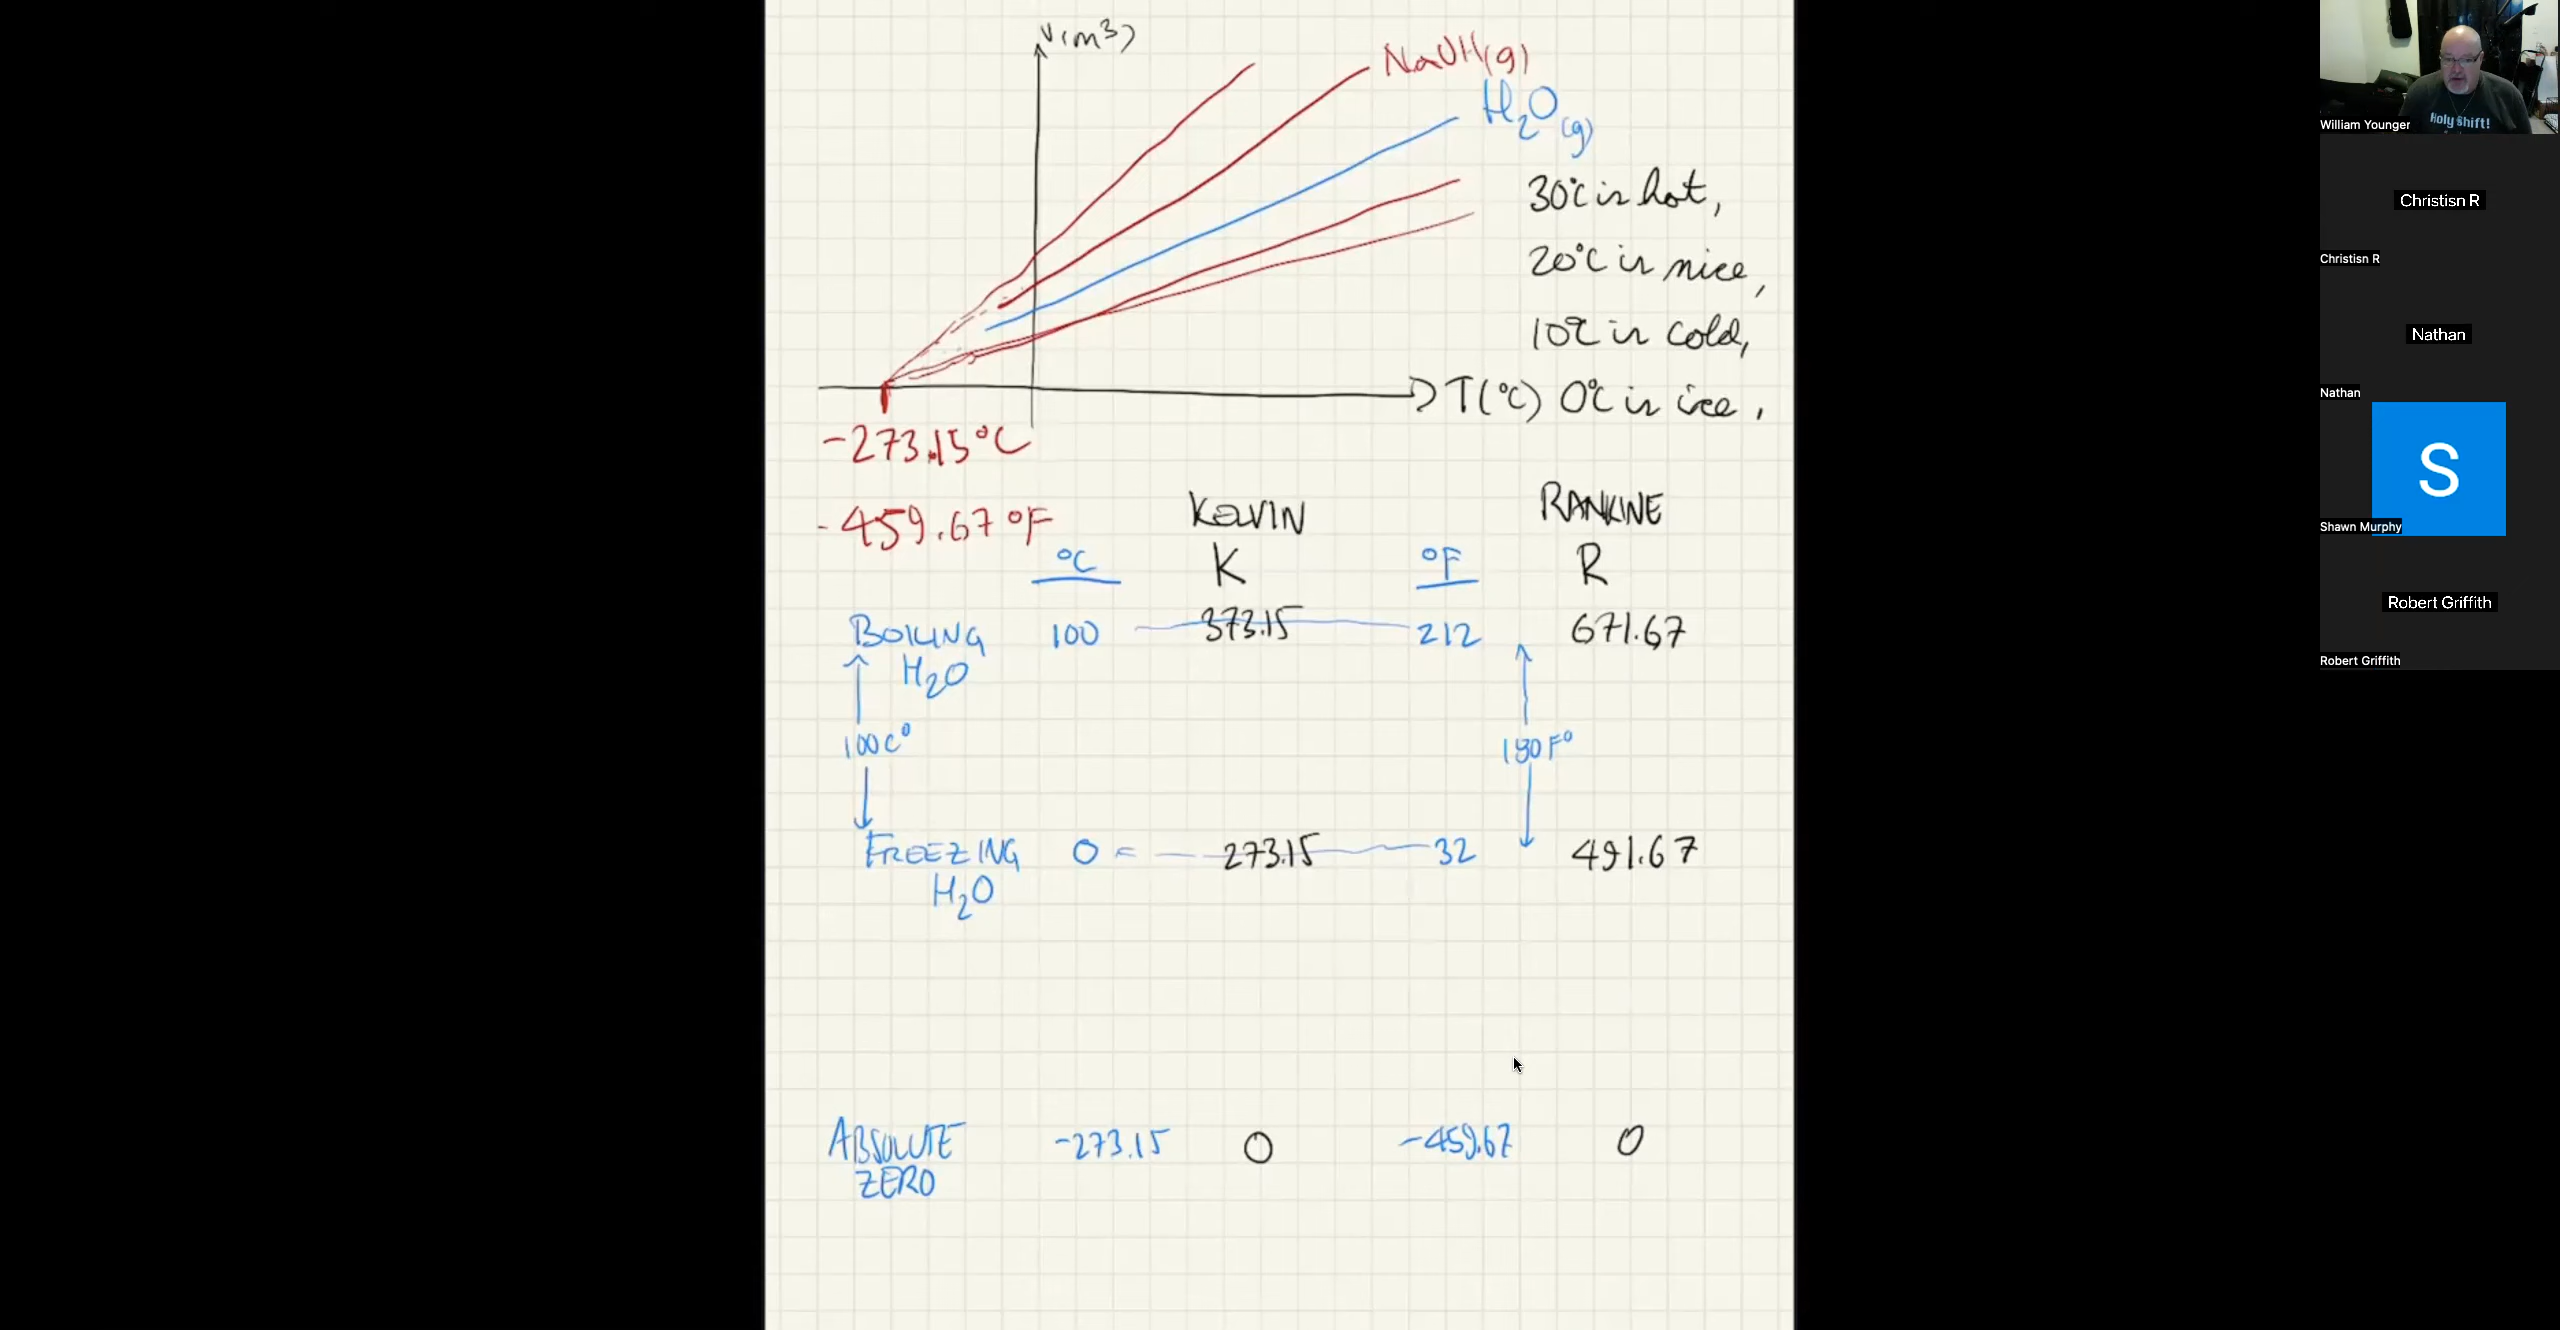 V(m3)
NaOH(g)
H2O(g)
30°C is hot,
20°C is nice,
10°C is cold,
T(°C) 0°C is ice.
-273.15°C
-459.67°F
KELVIN RANKINE
°C K °F R
BOILING 100 373.15 212 671.67
H2O
100C° 180F°
FREEZING 0 = 273.15 32 491.67
H2O
ABSOLUTE -273.15 0 -459.67 0
ZERO
Holy shift!
William Younger
Christisn R
Christisn R
Nathan
Nathan
S
Shawn Murphy
Robert Griffith
Robert Griffith